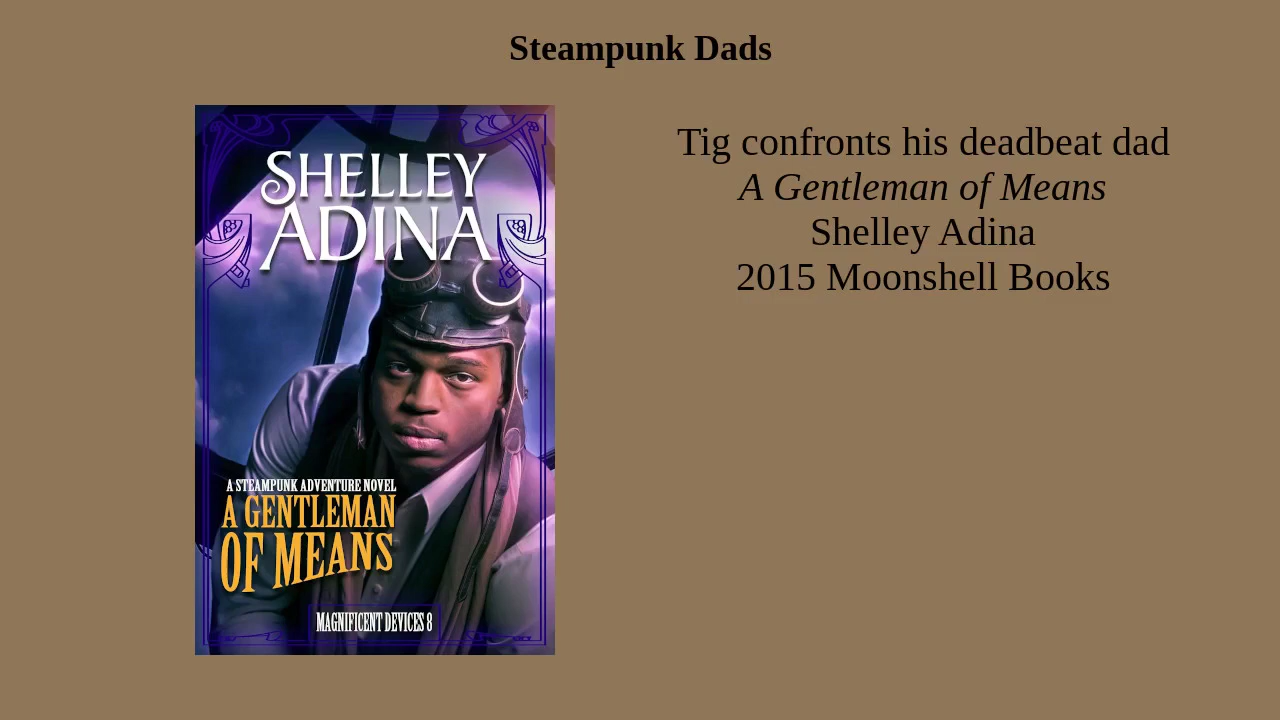 Steampunk Dads
SHELLEY
ADINA
A STEAMPUNK ADVENTURE NOVEL
A GENTLEMAN
OF MEANS
MAGNIFICENT DEVICES 8
Tig confronts his deadbeat dad
A Gentleman of Means
Shelley Adina
2015 Moonshell Books